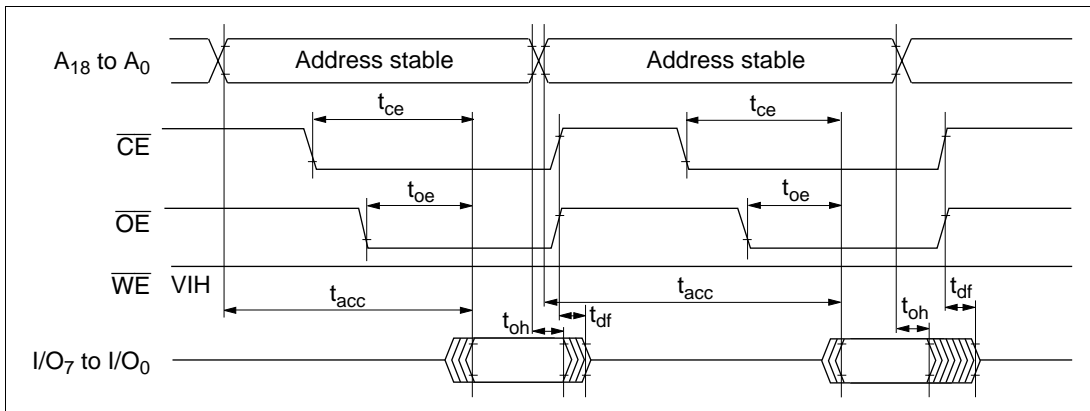 A18 to A0 Address stable Address stable
tce tce
CE
toe toe
OE
WE VIH
tacc tacc
toh tdf toh tdf
I/O7 to I/O0